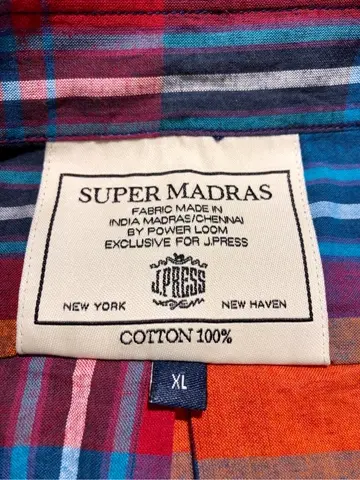 SUPER MADRAS
FABRIC MADE IN
INDIA MADRAS/CHENNAI
BY POWER LOOM
EXCLUSIVE FOR J.PRESS
J.PRESS
NEW YORK NEW HAVEN
COTTON 100%
XL